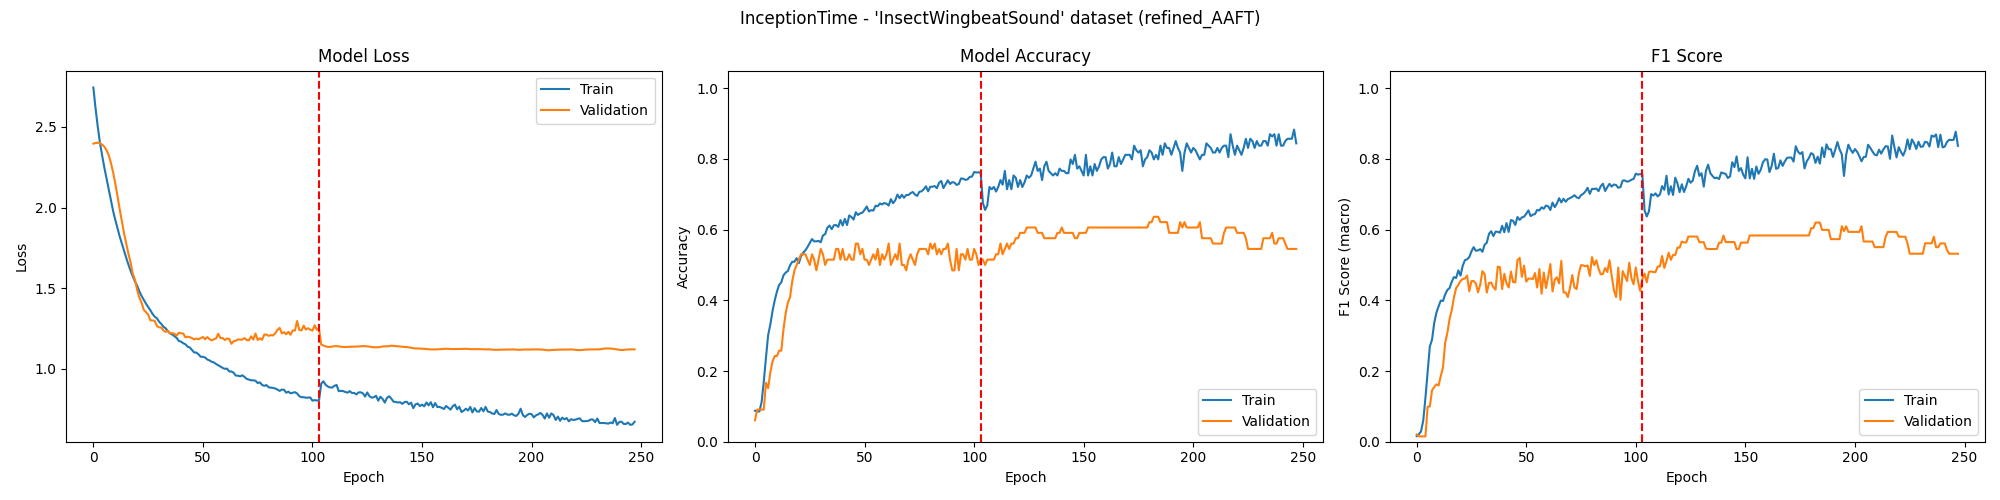 InceptionTime - 'InsectWingbeatSound' dataset (refined_AAFT)
Model Loss
Train
Validation
2.5
2.0
1.5
1.0
Loss
0
50
100
150
200
250
Epoch
Model Accuracy
1.0
0.8
0.6
0.4
0.2
0.0
Accuracy
Train
Validation
0
50
100
150
200
250
Epoch
F1 Score
1.0
0.8
0.6
0.4
0.2
0.0
F1 Score (macro)
Train
Validation
0
50
100
150
200
250
Epoch